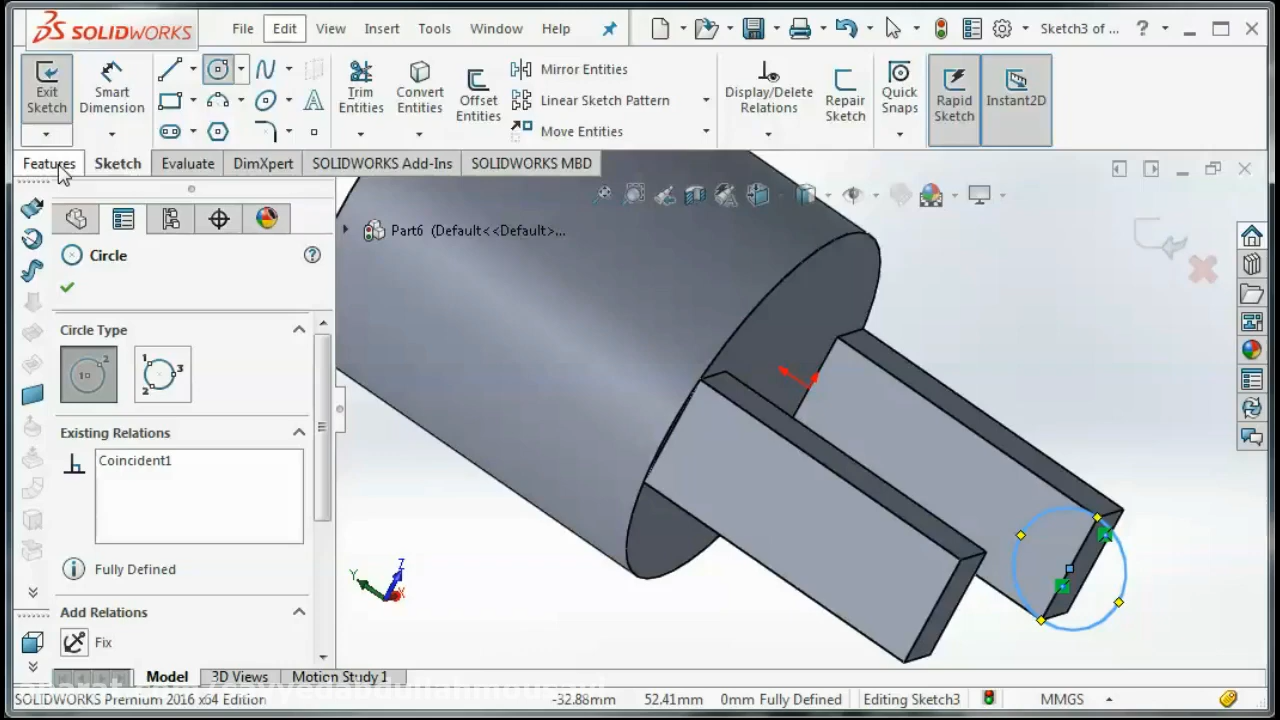 SOLIDWORKS
File Edit View Insert Tools Window Help
Sketch3 of ...
Exit Sketch
Smart Dimension
Trim Entities
Convert Entities
Offset Entities
Mirror Entities
Linear Sketch Pattern
Move Entities
Display/Delete Relations
Repair Sketch
Quick Snaps
Rapid Sketch
Instant2D
Features Sketch Evaluate DimXpert SOLIDWORKS Add-Ins SOLIDWORKS MBD
Part6 (Default<<Default>...
Circle
Circle Type
Existing Relations
Coincident1
Fully Defined
Add Relations
Fix
Y Z X
Model 3D Views Motion Study 1
SOLIDWORKS Premium 2016 x64 Edition
-32.88mm 52.41mm 0mm Fully Defined Editing Sketch3 MMGS